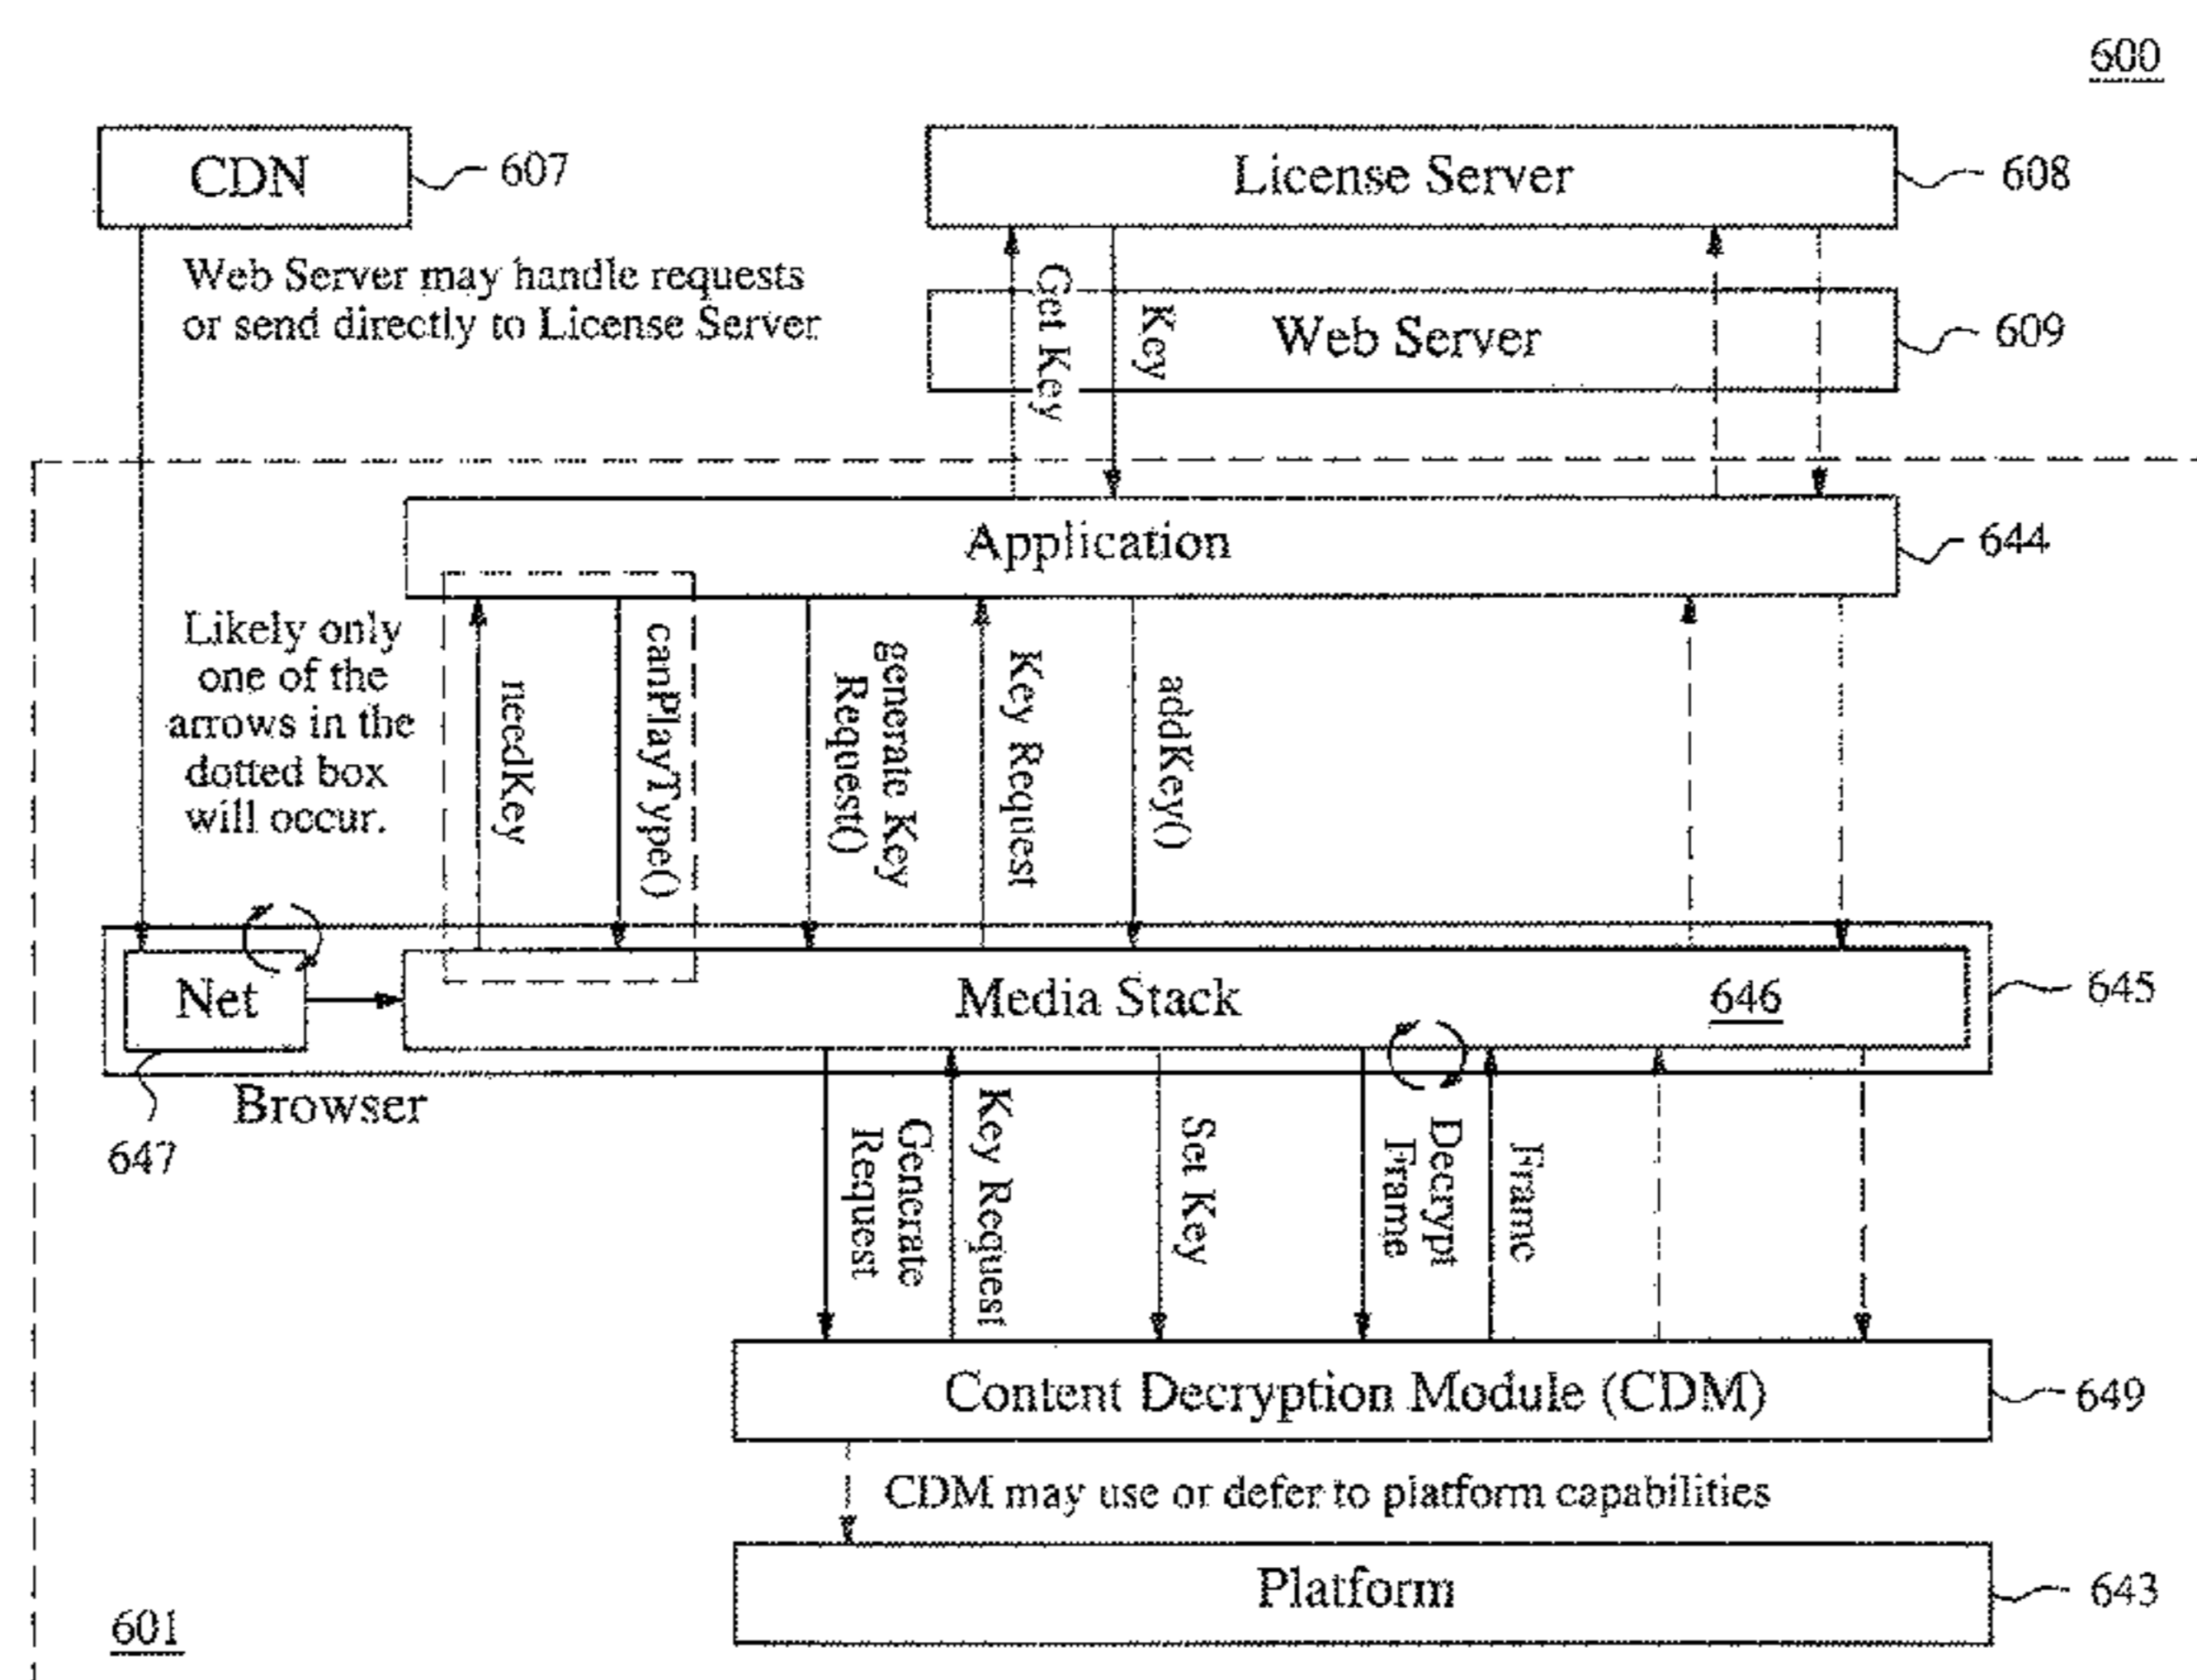 600
CDN
607
License Server
608
Web Server may handle requests
or send directly to License Server
Get Key
Key
Web Server
609
Application
644
Likely only
one of the
arrows in the
dotted box
will occur.
needKey
canPlayType()
generate Key
Request()
Key Request
addKey()
Net
Media Stack
646
645
Browser
647
Generate
Request
Key Request
Set Key
Decrypt
Frame
Frame
Content Decryption Module (CDM)
649
CDM may use or defer to platform capabilities
Platform
643
601